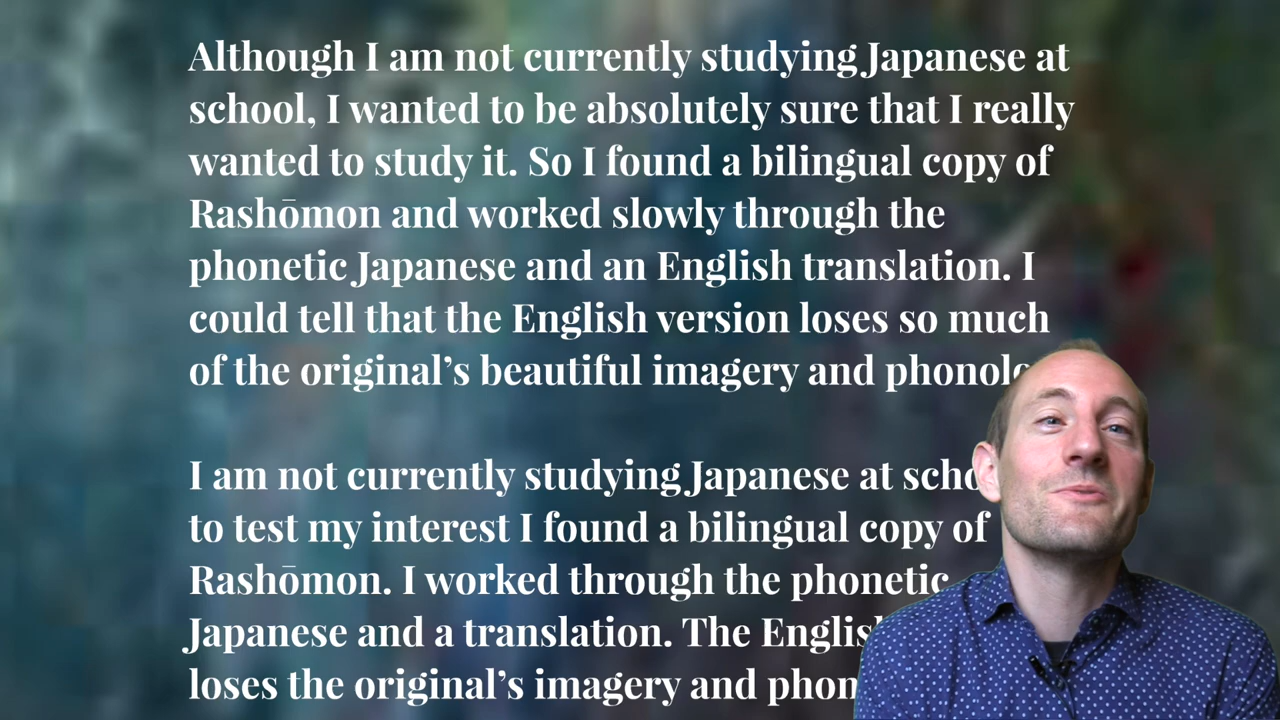 Although I am not currently studying Japanese at
school, I wanted to be absolutely sure that I really
wanted to study it. So I found a bilingual copy of
Rashōmon and worked slowly through the
phonetic Japanese and an English translation. I
could tell that the English version loses so much
of the original’s beautiful imagery and
I am not currently studying Japanese at
to test my interest I found a bilingual copy of
Rashōmon. I worked through the phonetic
Japanese and a translation. The
loses the original’s imagery and